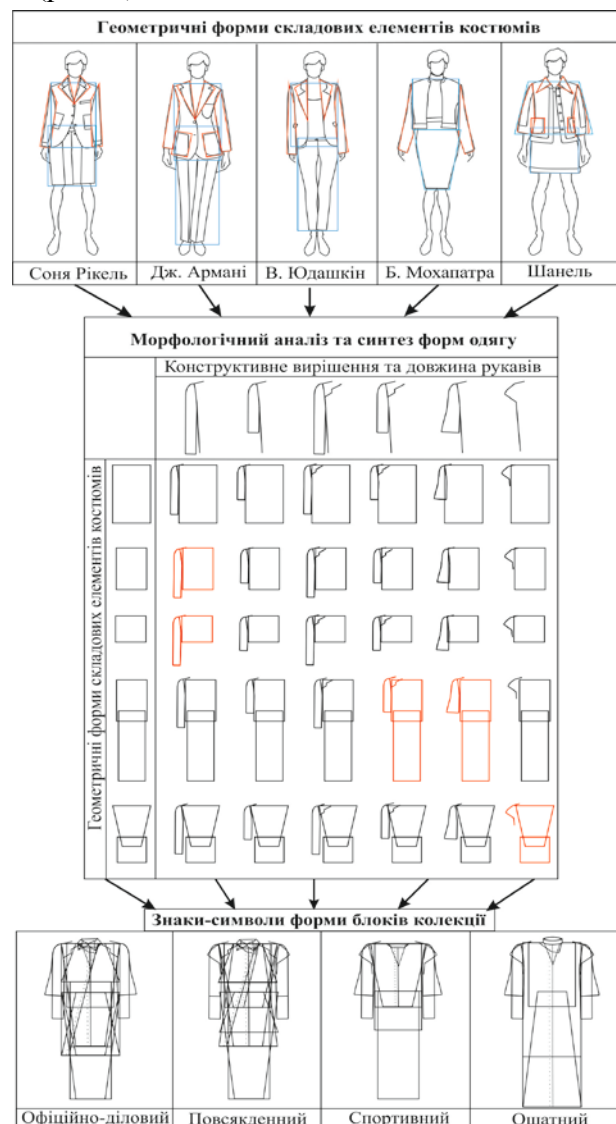 Геометричні форми складових елементів костюмів
Соня Рікель
Дж. Армані
В. Юдашкін
Б. Мохапатра
Шанель
Морфологічний аналіз та синтез форм одягу
Конструктивне вирішення та довжина рукавів
Геометричні форми складових елементів костюмів
Знаки-символи форми блоків колекції
Офіційно-діловий
Повсякденний
Спортивний
Ошатний